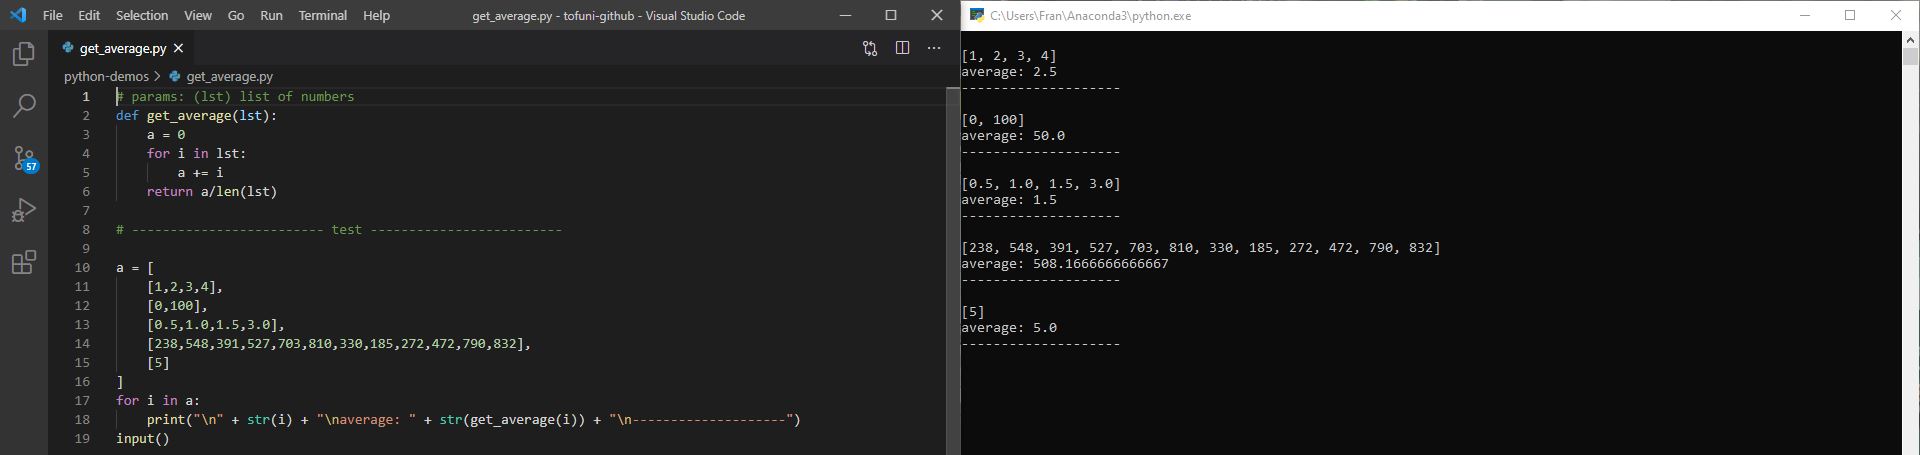 File Edit Selection View Go Run Terminal Help get_average.py - tofuni-github - Visual Studio Code
get_average.py
python-demos > get_average.py
1 # params: (lst) list of numbers
2 def get_average(lst):
3     a = 0
4     for i in lst:
5         a += i
6     return a/len(lst)
7
8 # ------------------------- test -------------------------
9
10 a = [
11     [1,2,3,4],
12     [0,100],
13     [0.5,1.0,1.5,3.0],
14     [238,548,391,527,703,810,330,185,272,472,790,832],
15     [5]
16 ]
17 for i in a:
18     print("\n" + str(i) + "\naverage: " + str(get_average(i)) + "\n--------------------")
19 input()
57
C:\Users\Fran\Anaconda3\python.exe
[1, 2, 3, 4]
average: 2.5
--------------------
[0, 100]
average: 50.0
--------------------
[0.5, 1.0, 1.5, 3.0]
average: 1.5
--------------------
[238, 548, 391, 527, 703, 810, 330, 185, 272, 472, 790, 832]
average: 508.1666666666667
--------------------
[5]
average: 5.0
--------------------